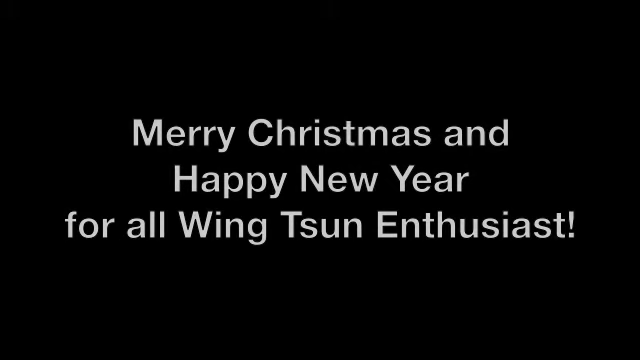 Merry Christmas and
Happy New Year
for all Wing Tsun Enthusiast!